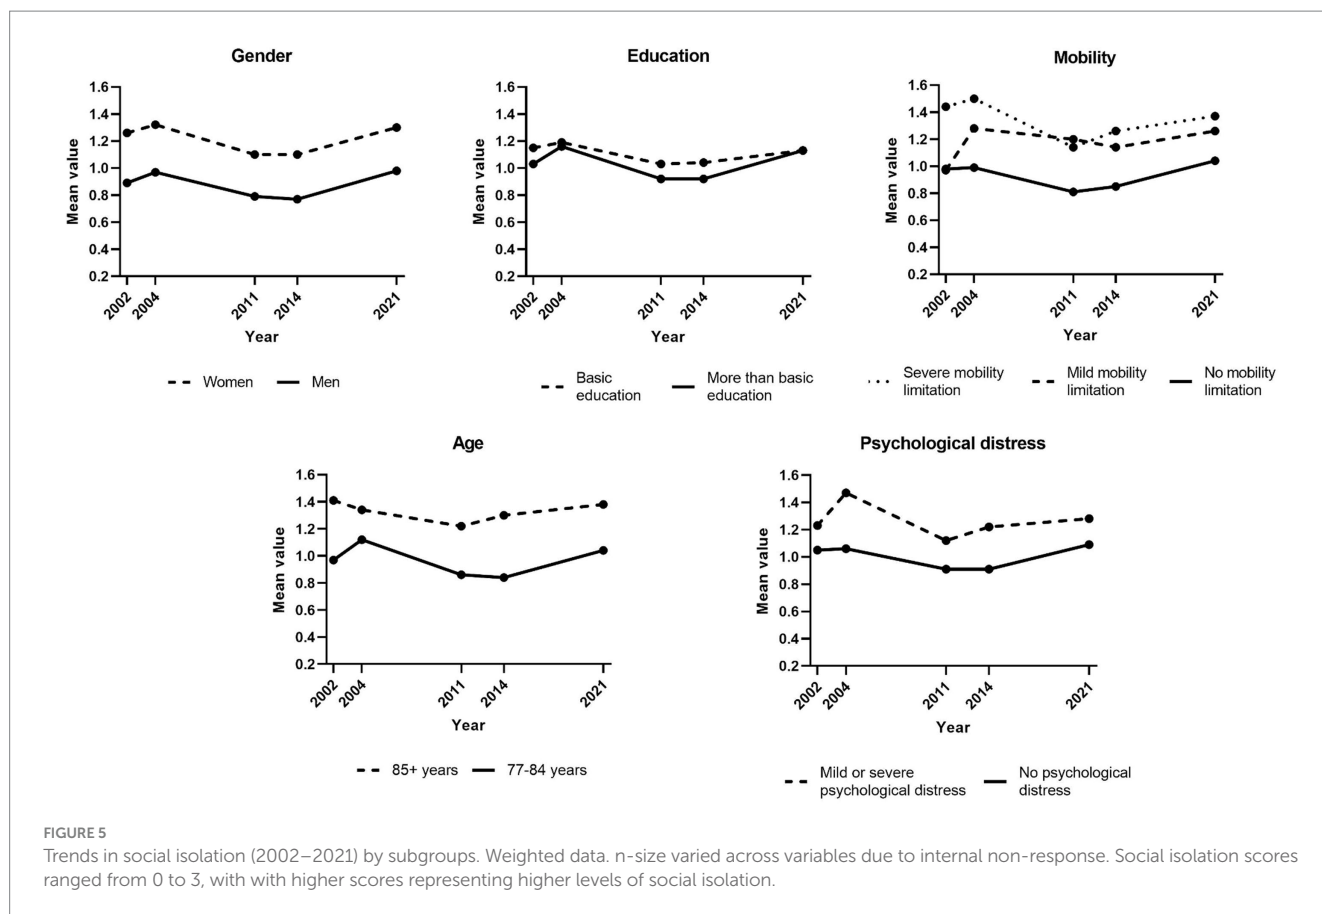 Gender
1.6
1.4
1.2
1.0
0.8
0.6
0.4
0.2
Mean value
2002
2004
2011
2014
2021
Year
Women
Men
Education
1.6
1.4
1.2
1.0
0.8
0.6
0.4
0.2
Mean value
2002
2004
2011
2014
2021
Year
Basic
education
More than basic
education
Mobility
1.6
1.4
1.2
1.0
0.8
0.6
0.4
0.2
Mean value
2002
2004
2011
2014
2021
Year
Severe mobility
limitation
Mild mobility
limitation
No mobility
limitation
Age
1.6
1.4
1.2
1.0
0.8
0.6
0.4
0.2
Mean value
2002
2004
2011
2014
2021
Year
85+ years
77-84 years
Psychological distress
1.6
1.4
1.2
1.0
0.8
0.6
0.4
0.2
Mean value
2002
2004
2011
2014
2021
Year
Mild or severe
psychological distress
No psychological
distress
FIGURE 5
Trends in social isolation (2002–2021) by subgroups. Weighted data. n-size varied across variables due to internal non-response. Social isolation scores
ranged from 0 to 3, with with higher scores representing higher levels of social isolation.